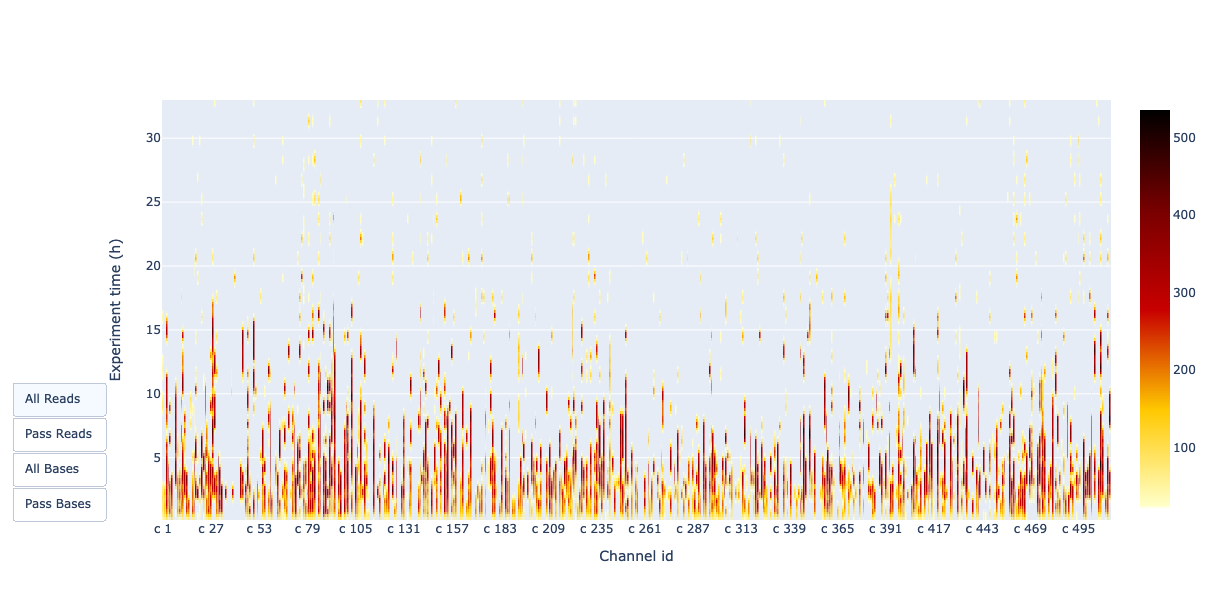 30
25
20
15
10
5
Experiment time (h)
c 1 c 27 c 53 c 79 c 105 c 131 c 157 c 183 c 209 c 235 c 261 c 287 c 313 c 339 c 365 c 391 c 417 c 443 c 469 c 495
Channel id
500
400
300
200
100
All Reads
Pass Reads
All Bases
Pass Bases